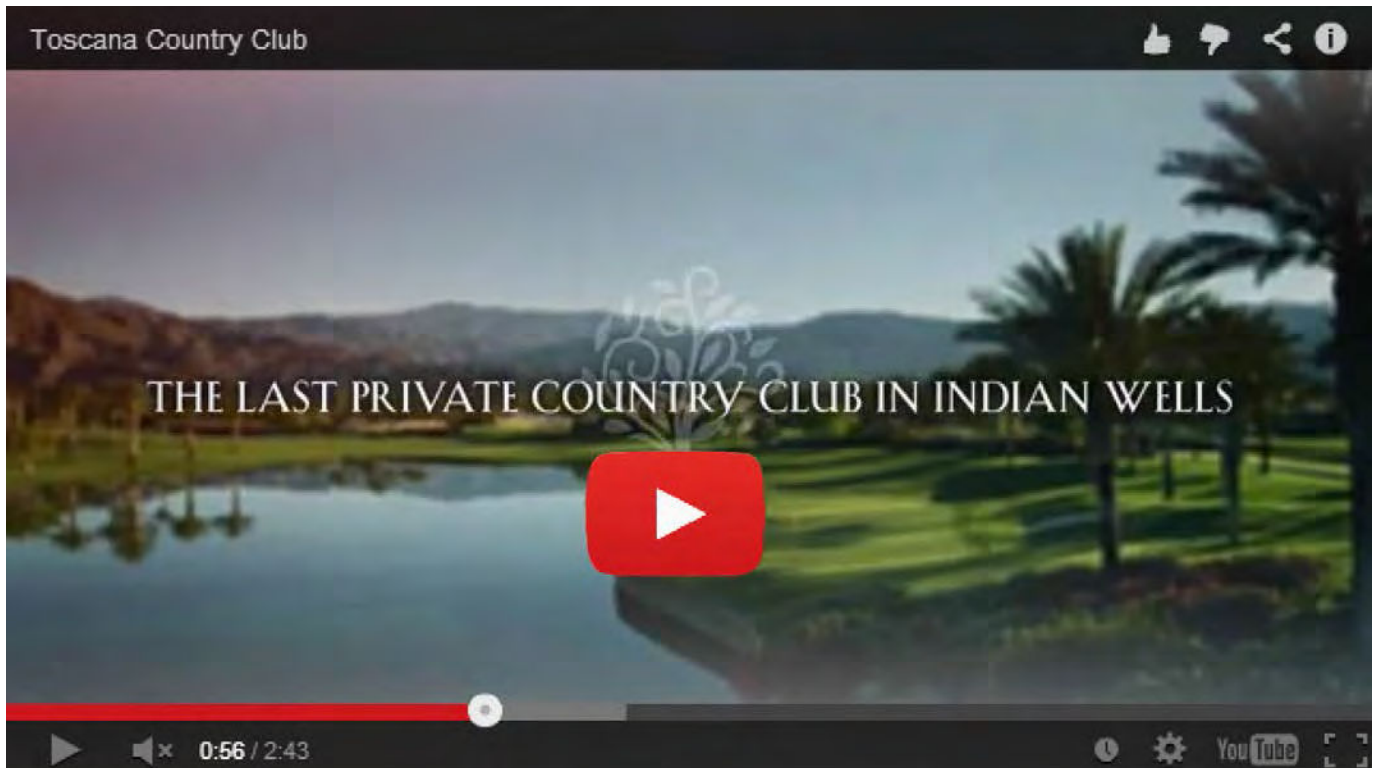 Toscana Country Club
THE LAST PRIVATE COUNTRY CLUB IN INDIAN WELLS
0:56 / 2:43
YouTube